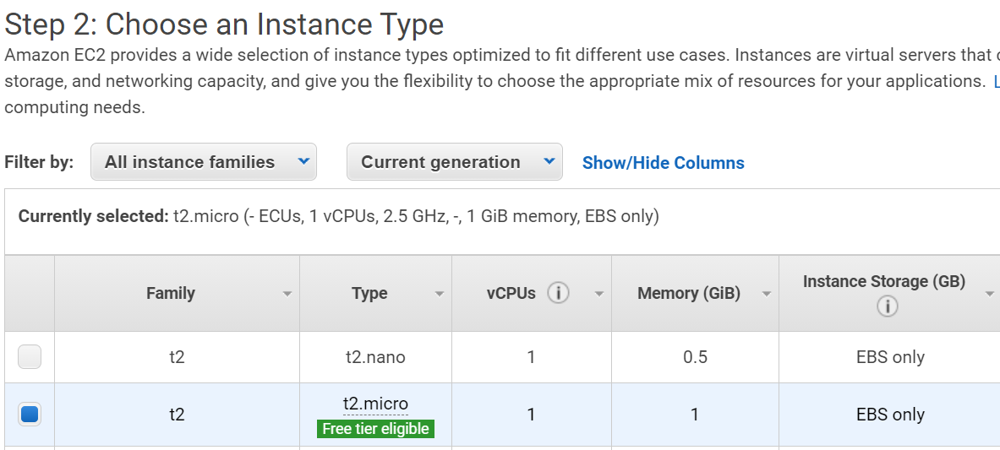 Step 2: Choose an Instance Type
Amazon EC2 provides a wide selection of instance types optimized to fit different use cases. Instances are virtual servers that
storage, and networking capacity, and give you the flexibility to choose the appropriate mix of resources for your applications.
computing needs.
Filter by: All instance families Current generation Show/Hide Columns
Currently selected: t2.micro (- ECUs, 1 vCPUs, 2.5 GHz, -, 1 GiB memory, EBS only)
Family Type vCPUs Memory (GiB) Instance Storage (GB)
t2 t2.nano 1 0.5 EBS only
t2 t2.micro 1 1 EBS only
Free tier eligible